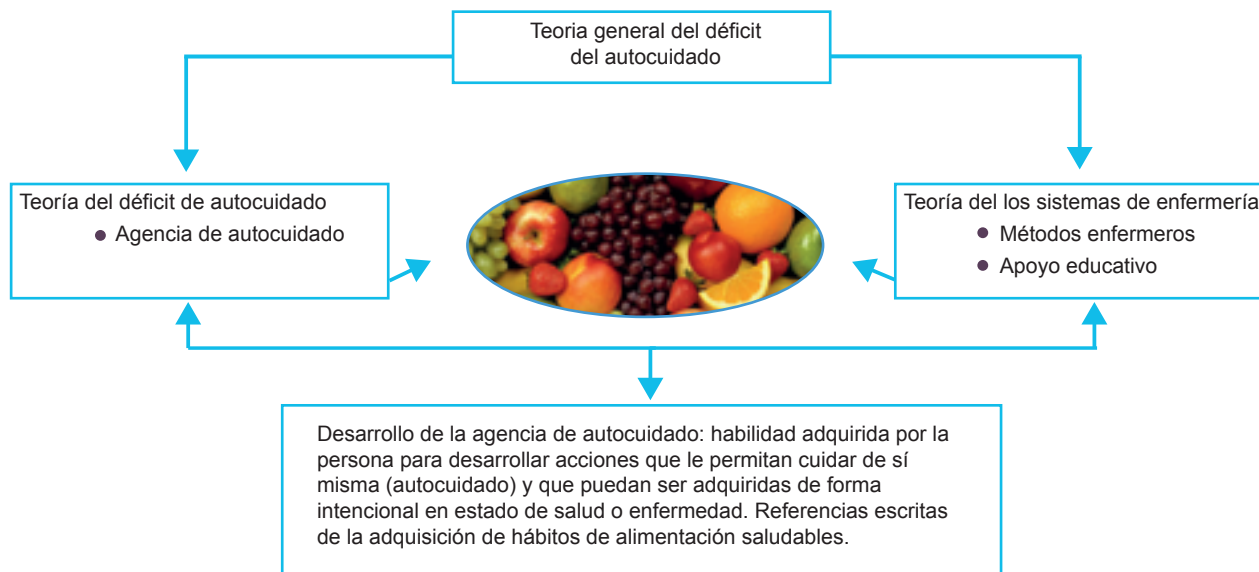 Teoria general del déficit
del autocuidado
Teoría del déficit de autocuidado
● Agencia de autocuidado
Teoría del los sistemas de enfermería
● Métodos enfermeros
● Apoyo educativo
Desarrollo de la agencia de autocuidado: habilidad adquirida por la
persona para desarrollar acciones que le permitan cuidar de sí
misma (autocuidado) y que puedan ser adquiridas de forma
intencional en estado de salud o enfermedad. Referencias escritas
de la adquisición de hábitos de alimentación saludables.